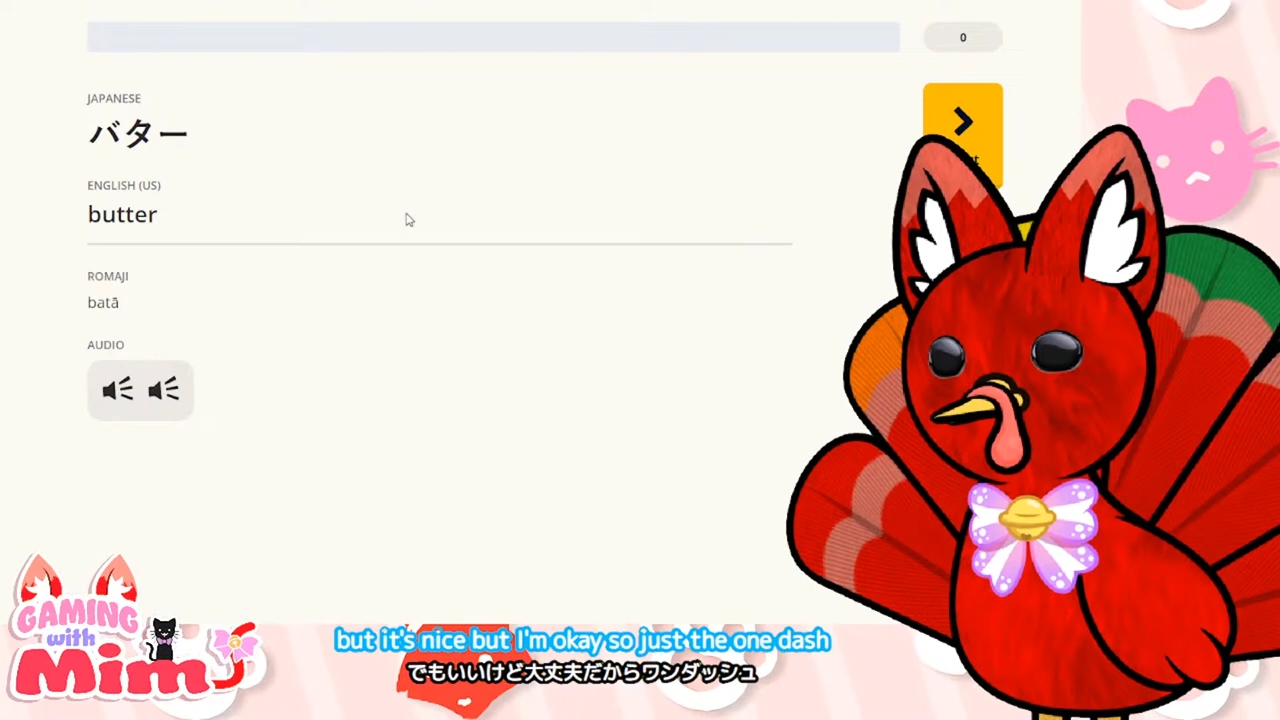 0
JAPANESE
バター
ENGLISH (US)
butter
ROMAJI
batā
AUDIO
GAMING
with
Mim
but it's nice but I'm okay so just the one dash
でもいいけど大丈夫だからワンダッシュ